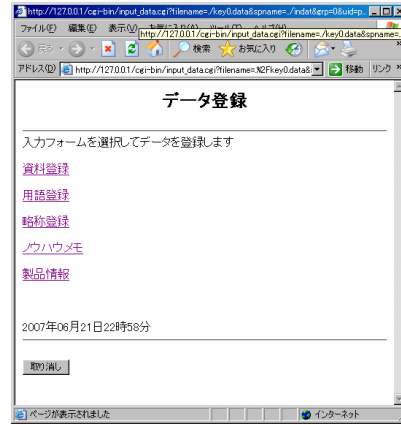 http://127.0.0.1/cgi-bin/input_data.cgi?filename=./indat&grp=0&uid=p...
ファイル(F) 編集(E) 表示(V)
http://127.0.0.1/cgi-bin/input_data.cgi?filename=./key0.data&spname=.
戻る 検索 お気に入り
アドレス(D) http://127.0.0.1/cgi-bin/input_data.cgi?filename=.%2Fkey0.data& 移動 リンク »
データ登録
入力フォームを選択してデータを登録します
資料登録
用語登録
略称登録
ノウハウメモ
製品情報
2007年06月21日22時58分
取り消し
ページが表示されました インターネット